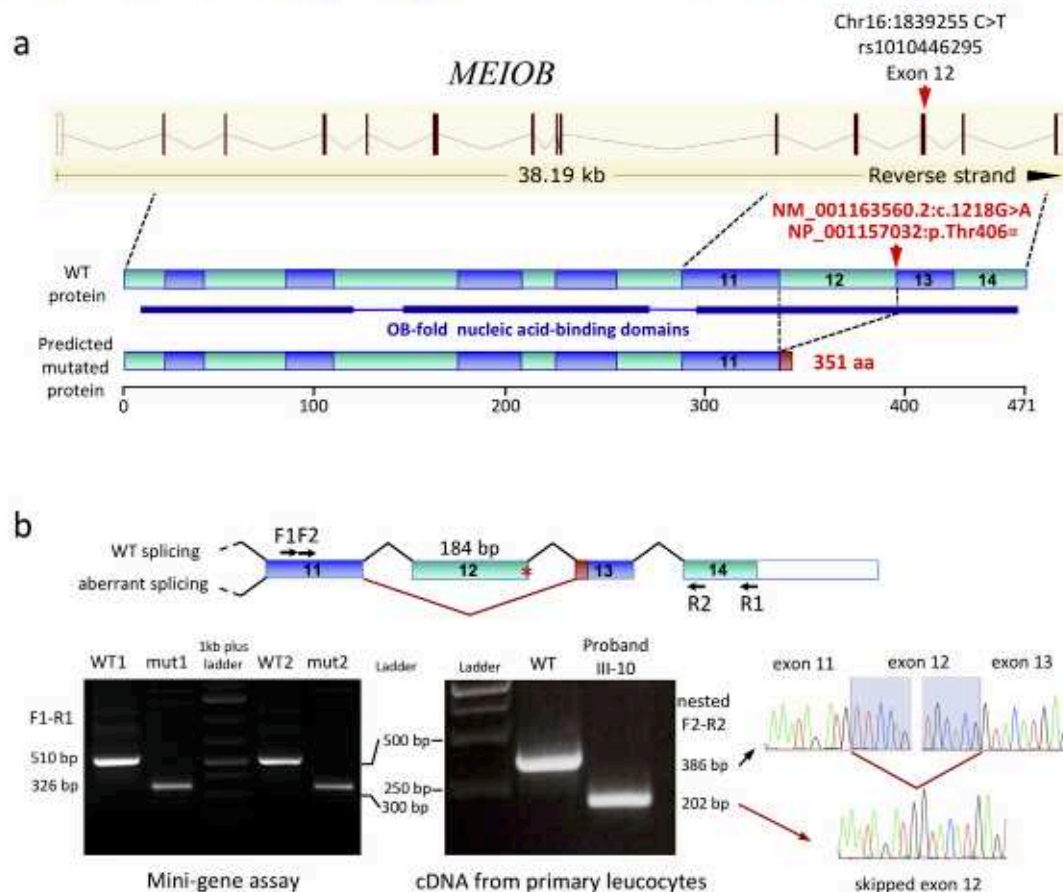 a
Chr16:1839255 C>T
rs1010446295
Exon 12
MEIOB
38.19 kb
Reverse strand
NM_001163560.2:c.1218G>A
NP_001157032:p.Thr406=
WT
protein
11
12
13
14
OB-fold nucleic acid-binding domains
Predicted
mutated
protein
11
351 aa
0
100
200
300
400
471
b
F1F2
184 bp
WT splicing
aberrant splicing
11
12
*
13
14
R2
R1
WT1
mut1
1kb plus
ladder
WT2
mut2
Ladder
Ladder
WT
Proband
III-10
F1-R1
510 bp
326 bp
500 bp
250 bp
300 bp
nested
F2-R2
386 bp
202 bp
exon 11
exon 12
exon 13
skipped exon 12
Mini-gene assay
cDNA from primary leucocytes